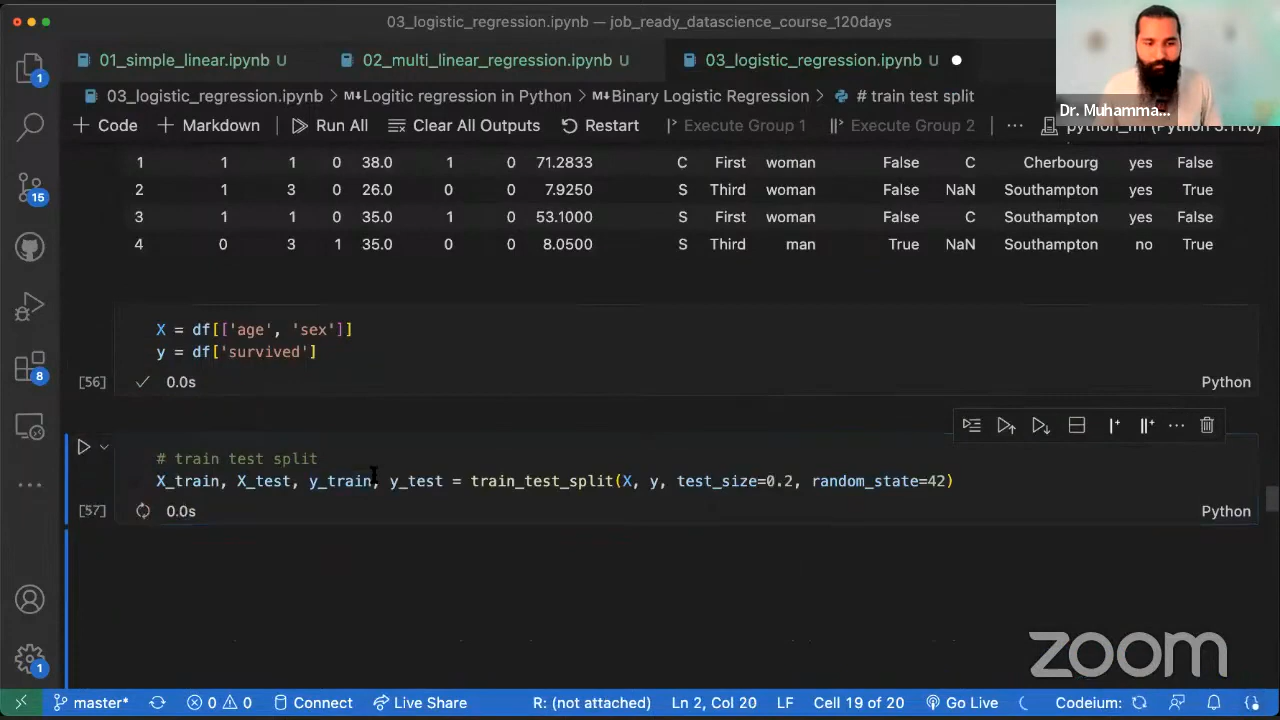 03_logistic_regression.ipynb — job_ready_datascience_course_120days
01_simple_linear.ipynb U 02_multi_linear_regression.ipynb U 03_logistic_regression.ipynb U
03_logistic_regression.ipynb > M↓Logitic regression in Python > M↓Binary Logistic Regression > # train test split
Dr. Muhamma...
+ Code + Markdown Run All Clear All Outputs Restart Execute Group 1 Execute Group 2 ...
1 1 1 0 38.0 1 0 71.2833 C First woman False C Cherbourg yes False
2 1 3 0 26.0 0 0 7.9250 S Third woman False NaN Southampton yes True
3 1 1 0 35.0 1 0 53.1000 S First woman False C Southampton yes False
4 0 3 1 35.0 0 0 8.0500 S Third man True NaN Southampton no True
X = df[['age', 'sex']]
y = df['survived']
[56] 0.0s Python
# train test split
X_train, X_test, y_train, y_test = train_test_split(X, y, test_size=0.2, random_state=42)
[57] 0.0s Python
1
15
8
1
zoom
master* 0 0 Connect Live Share R: (not attached) Ln 2, Col 20 LF Cell 19 of 20 Go Live Codeium: